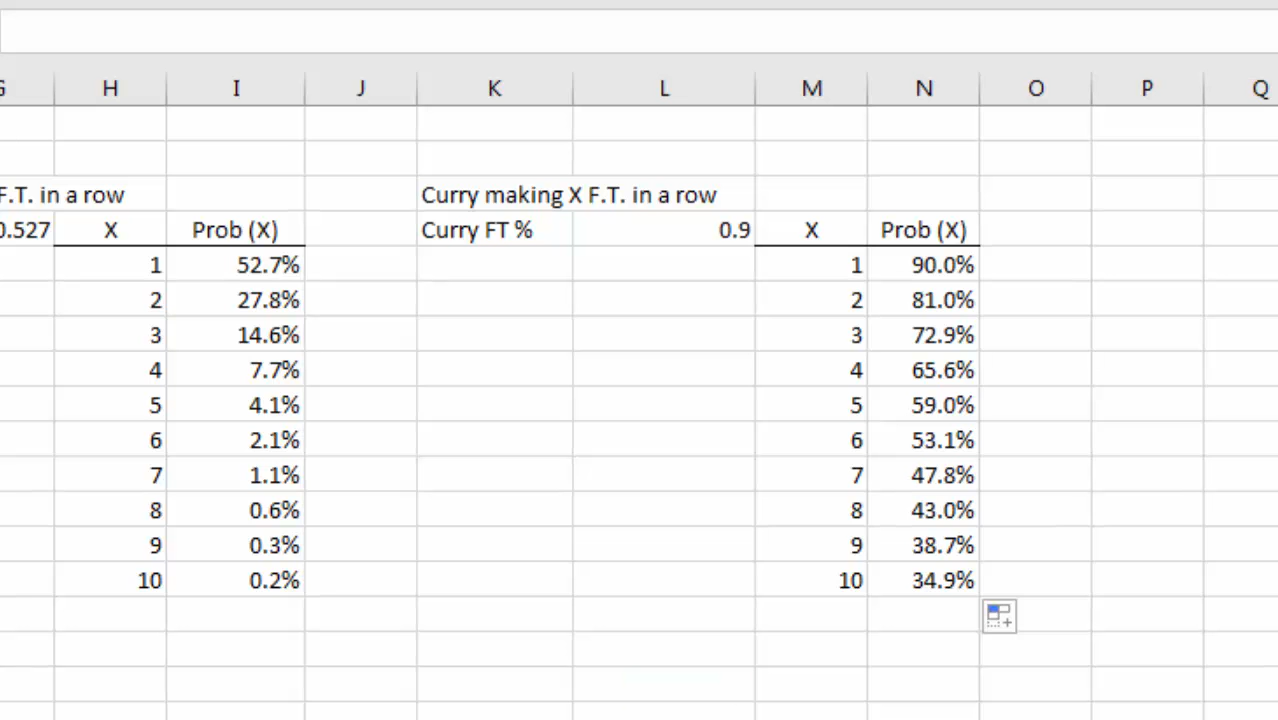 H I J K L M N O P Q
F.T. in a row Curry making X F.T. in a row
0.527 X Prob (X) Curry FT % 0.9 X Prob (X)
1 52.7% 1 90.0%
2 27.8% 2 81.0%
3 14.6% 3 72.9%
4 7.7% 4 65.6%
5 4.1% 5 59.0%
6 2.1% 6 53.1%
7 1.1% 7 47.8%
8 0.6% 8 43.0%
9 0.3% 9 38.7%
10 0.2% 10 34.9%